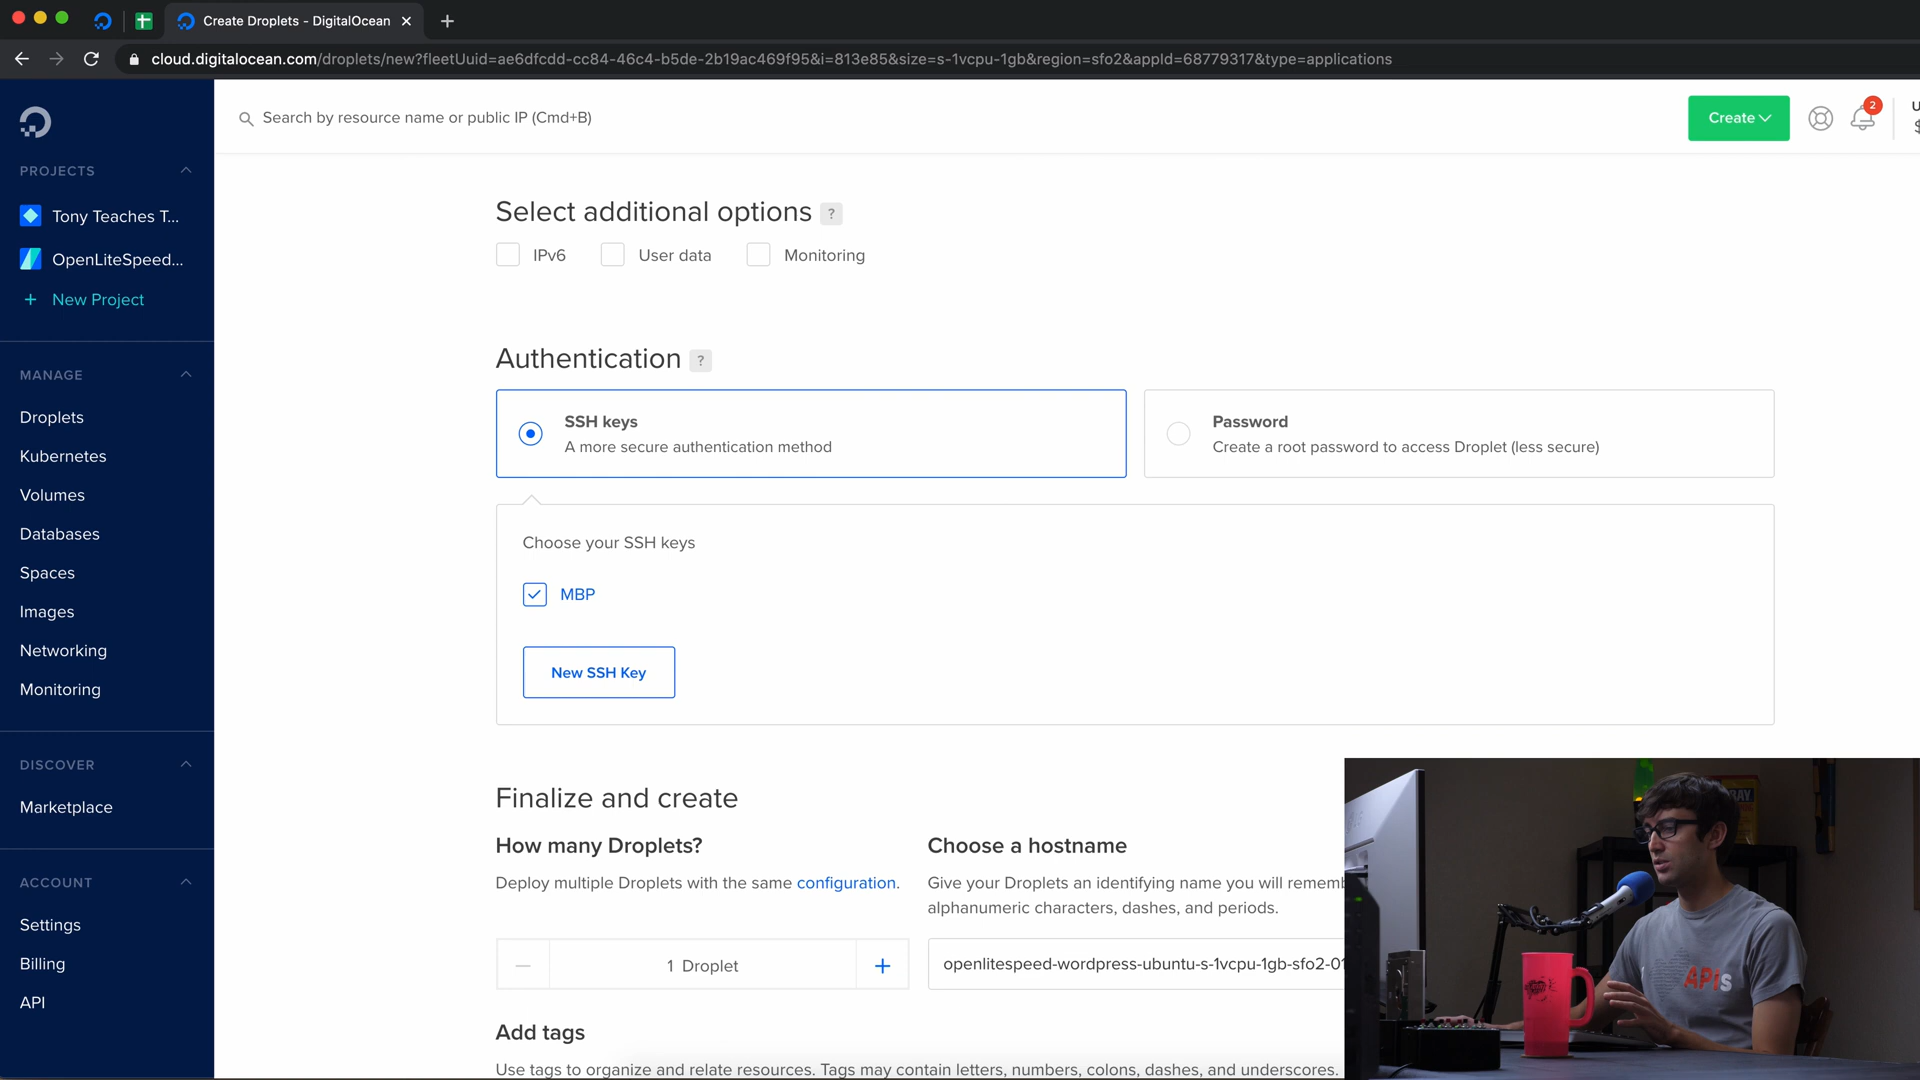 Create Droplets - DigitalOcean
cloud.digitalocean.com/droplets/new?fleetUuid=ae6dfcdd-cc84-46c4-b5de-2b19ac469f95&i=813e85&size=s-1vcpu-1gb&region=sfo2&appId=68779317&type=applications
Search by resource name or public IP (Cmd+B)
Create
2
U
$
PROJECTS
Tony Teaches T...
OpenLiteSpeed...
+ New Project
MANAGE
Droplets
Kubernetes
Volumes
Databases
Spaces
Images
Networking
Monitoring
DISCOVER
Marketplace
ACCOUNT
Settings
Billing
API
Select additional options ?
IPv6 User data Monitoring
Authentication ?
SSH keys
A more secure authentication method
Password
Create a root password to access Droplet (less secure)
Choose your SSH keys
MBP
New SSH Key
Finalize and create
How many Droplets?
Deploy multiple Droplets with the same configuration.
1 Droplet
Choose a hostname
Give your Droplets an identifying name you will rememb
alphanumeric characters, dashes, and periods.
openlitespeed-wordpress-ubuntu-s-1vcpu-1gb-sfo2-01
Add tags
Use tags to organize and relate resources. Tags may contain letters, numbers, colons, dashes, and underscores.
APIs